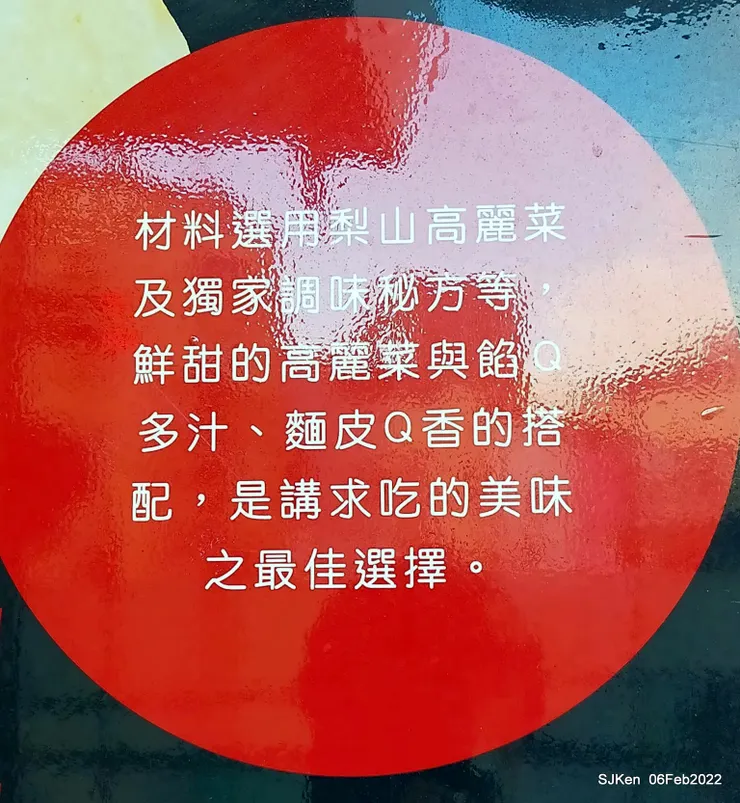 材料選用梨山高麗菜
及獨家調味秘方等，
鮮甜的高麗菜與餡Q
多汁、麵皮Q香的搭
配，是講求吃的美味
之最佳選擇。
SJKen 06Feb2022